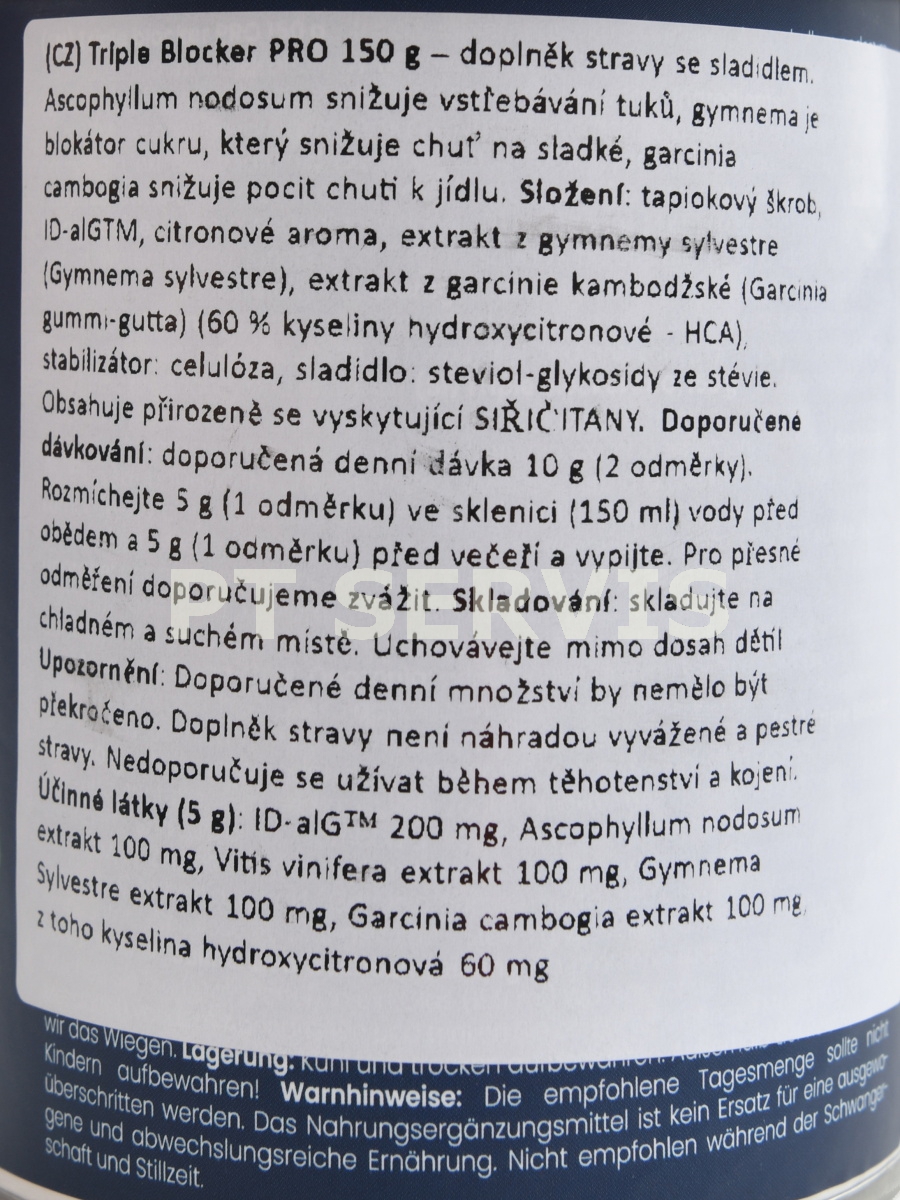 (CZ) Triple Blocker PRO 150 g – doplněk stravy se sladidlem.
Ascophyllum nodosum snižuje vstřebávání tuků, gymnema je
blokátor cukru, který snižuje chuť na sladké, garcinia
cambogia snižuje pocit chuti k jídlu. Složení: tapiokový škrob,
ID-alGTM, citronové aroma, extrakt z gymnemy sylvestre
(Gymnema sylvestre), extrakt z garcinie kambodžské (Garcinia
gummi-gutta) (60 % kyseliny hydroxycitronové - HCA),
stabilizátor: celulóza, sladidlo: steviol-glykosidy ze stévie.
Obsahuje přirozeně se vyskytující SIŘIČITANY. Doporučené
dávkování: doporučená denní dávka 10 g (2 odměrky).
Rozmíchejte 5 g (1 odměrku) ve sklenici (150 ml) vody před
obědem a 5 g (1 odměrku) před večeří a vypijte. Pro přesné
odměření doporučujeme zvážit. Skladování: skladujte na
chladném a suchém místě. Uchovávejte mimo dosah dětí!
Upozornění: Doporučené denní množství by nemělo být
překročeno. Doplněk stravy není náhradou vyvážené a pestré
stravy. Nedoporučuje se užívat během těhotenství a kojení.
Účinné látky (5 g): ID-alG™ 200 mg, Ascophyllum nodosum
extrakt 100 mg, Vitis vinifera extrakt 100 mg, Gymnema
Sylvestre extrakt 100 mg, Garcinia cambogia extrakt 100 mg,
z toho kyselina hydroxycitronová 60 mg
PT SERVIS
wir das Wiegen. Lagerung: Kühl und trocken aufbewahren.
Kindern aufbewahren! Warnhinweise: Die empfohlene Tagesmenge sollte nicht
überschritten werden. Das Nahrungsergänzungsmittel ist kein Ersatz für eine ausgewo-
gene und abwechslungsreiche Ernährung. Nicht empfohlen während der Schwanger-
schaft und Stillzeit.